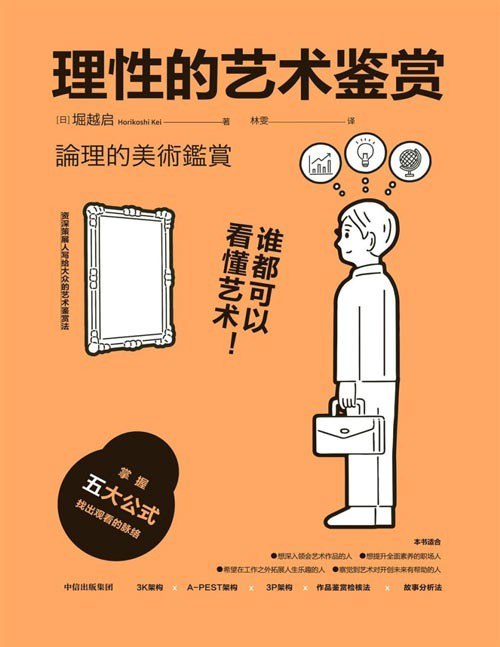 理性的艺术鉴赏
[日] 堀越启 Horikoshi Kei 著 林雯 译
論理的美術鑑賞
资深策展人写给大众的艺术鉴赏法
谁都可以
看懂艺术！
掌握
五大公式
找出观看的脉络
本书适合
●想深入领会艺术作品的人 ●想提升全面素养的职场人
●希望在工作之外拓展人生乐趣的人 ●察觉到艺术对开创未来有帮助的人
中信出版集团 3K架构 x A-PEST架构 x 3P架构 x 作品鉴赏检核法 x 故事分析法